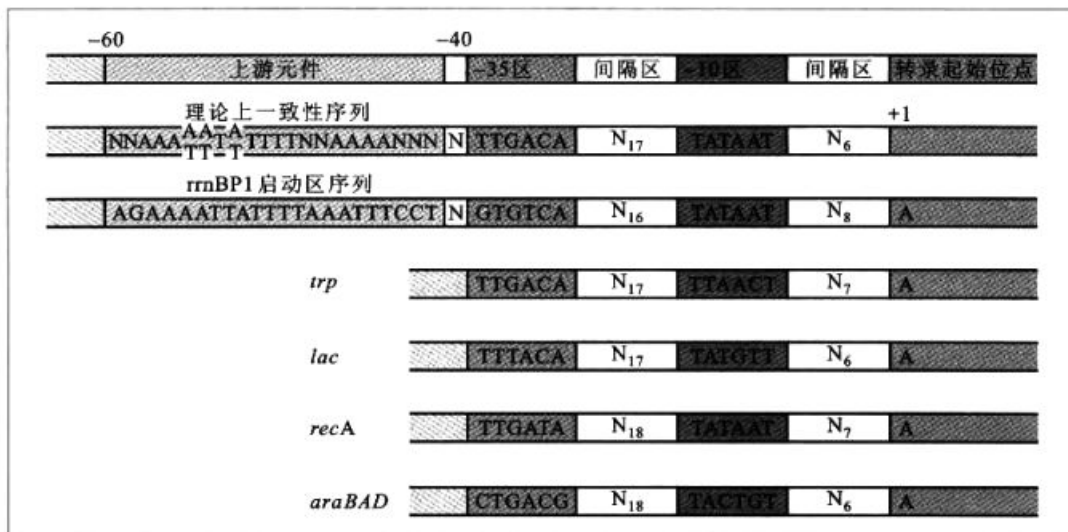 -60 -40
上游元件 -35区 间隔区 -10区 间隔区 转录起始位点
理论上一致性序列 +1
AA A
NNAAA T TTTTNNAAAANNN N TTGACA N₁₇ TATAAT N₆
TT T
rrnBP1启动区序列
AGAAAATTATTTTAAATTTCCT N GTGTCA N₁₆ TATAAT N₈ A
trp TTGACA N₁₇ TTAACT N₇ A
lac TTTACA N₁₇ TATGTT N₆ A
recA TTGATA N₁₈ TATAAT N₇ A
araBAD CTGACG N₁₈ TACTGT N₆ A